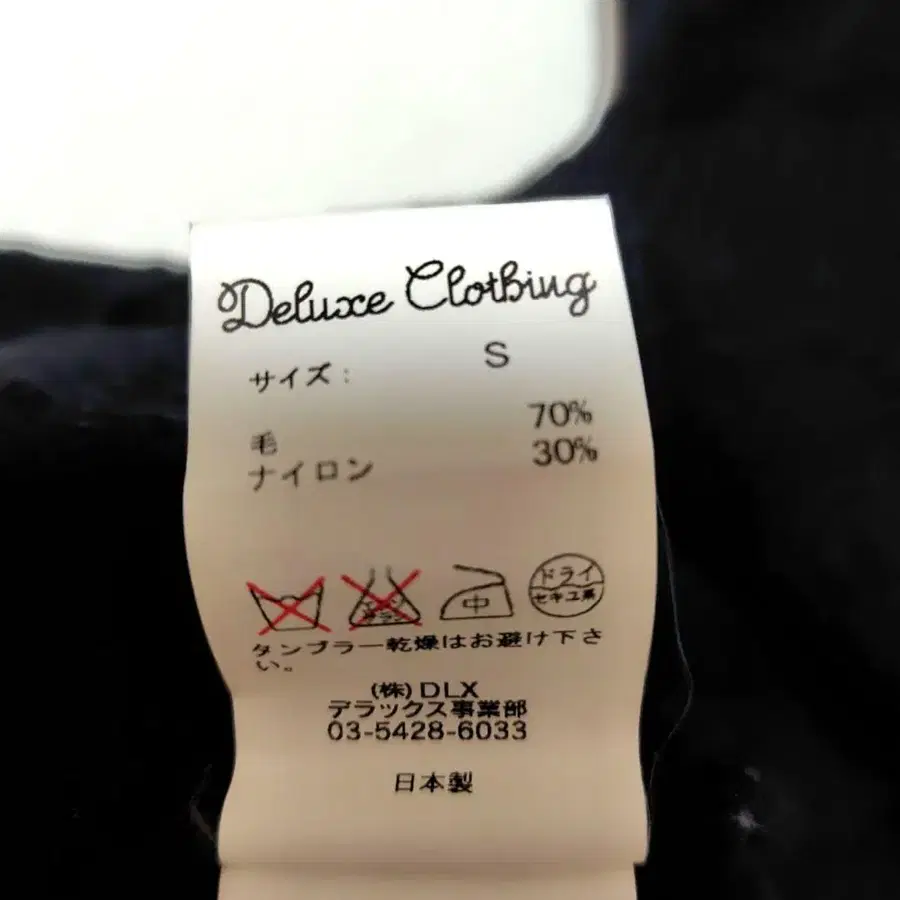 Deluxe Clothing
サイズ： S
毛 70%
ナイロン 30%
中
ドライ
セキユ系
タンブラー乾燥はお避け下さ
い。
(株)DLX
デラックス事業部
03-5428-6033
日本製